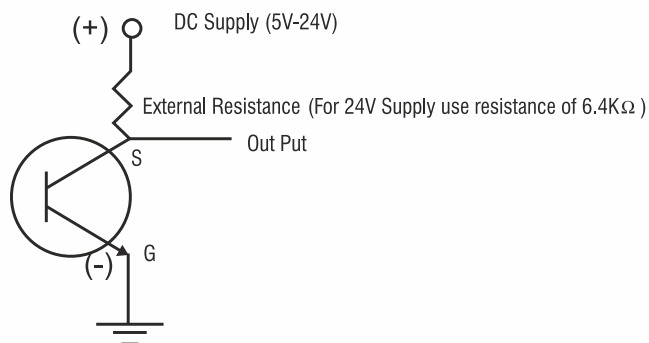 (+) DC Supply (5V-24V)
External Resistance (For 24V Supply use resistance of 6.4KΩ )
Out Put
S
G
(-)